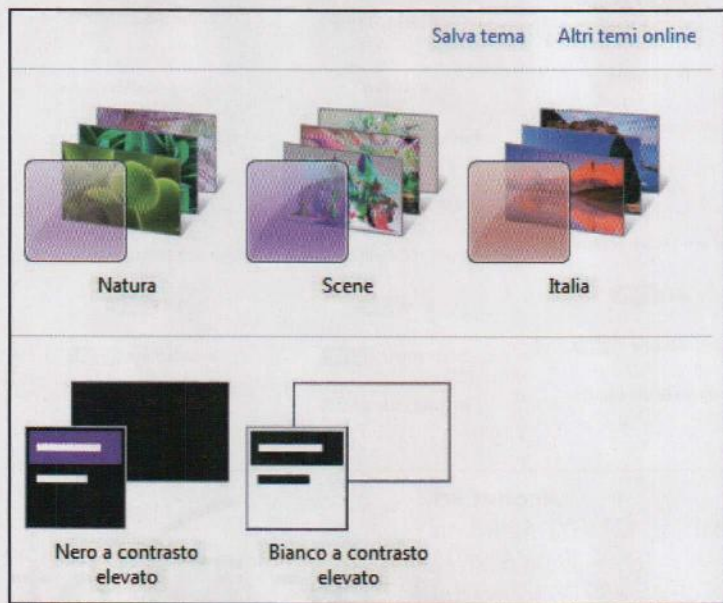 Salva tema Altri temi online
Natura Scene Italia
Nero a contrasto elevato
Bianco a contrasto elevato